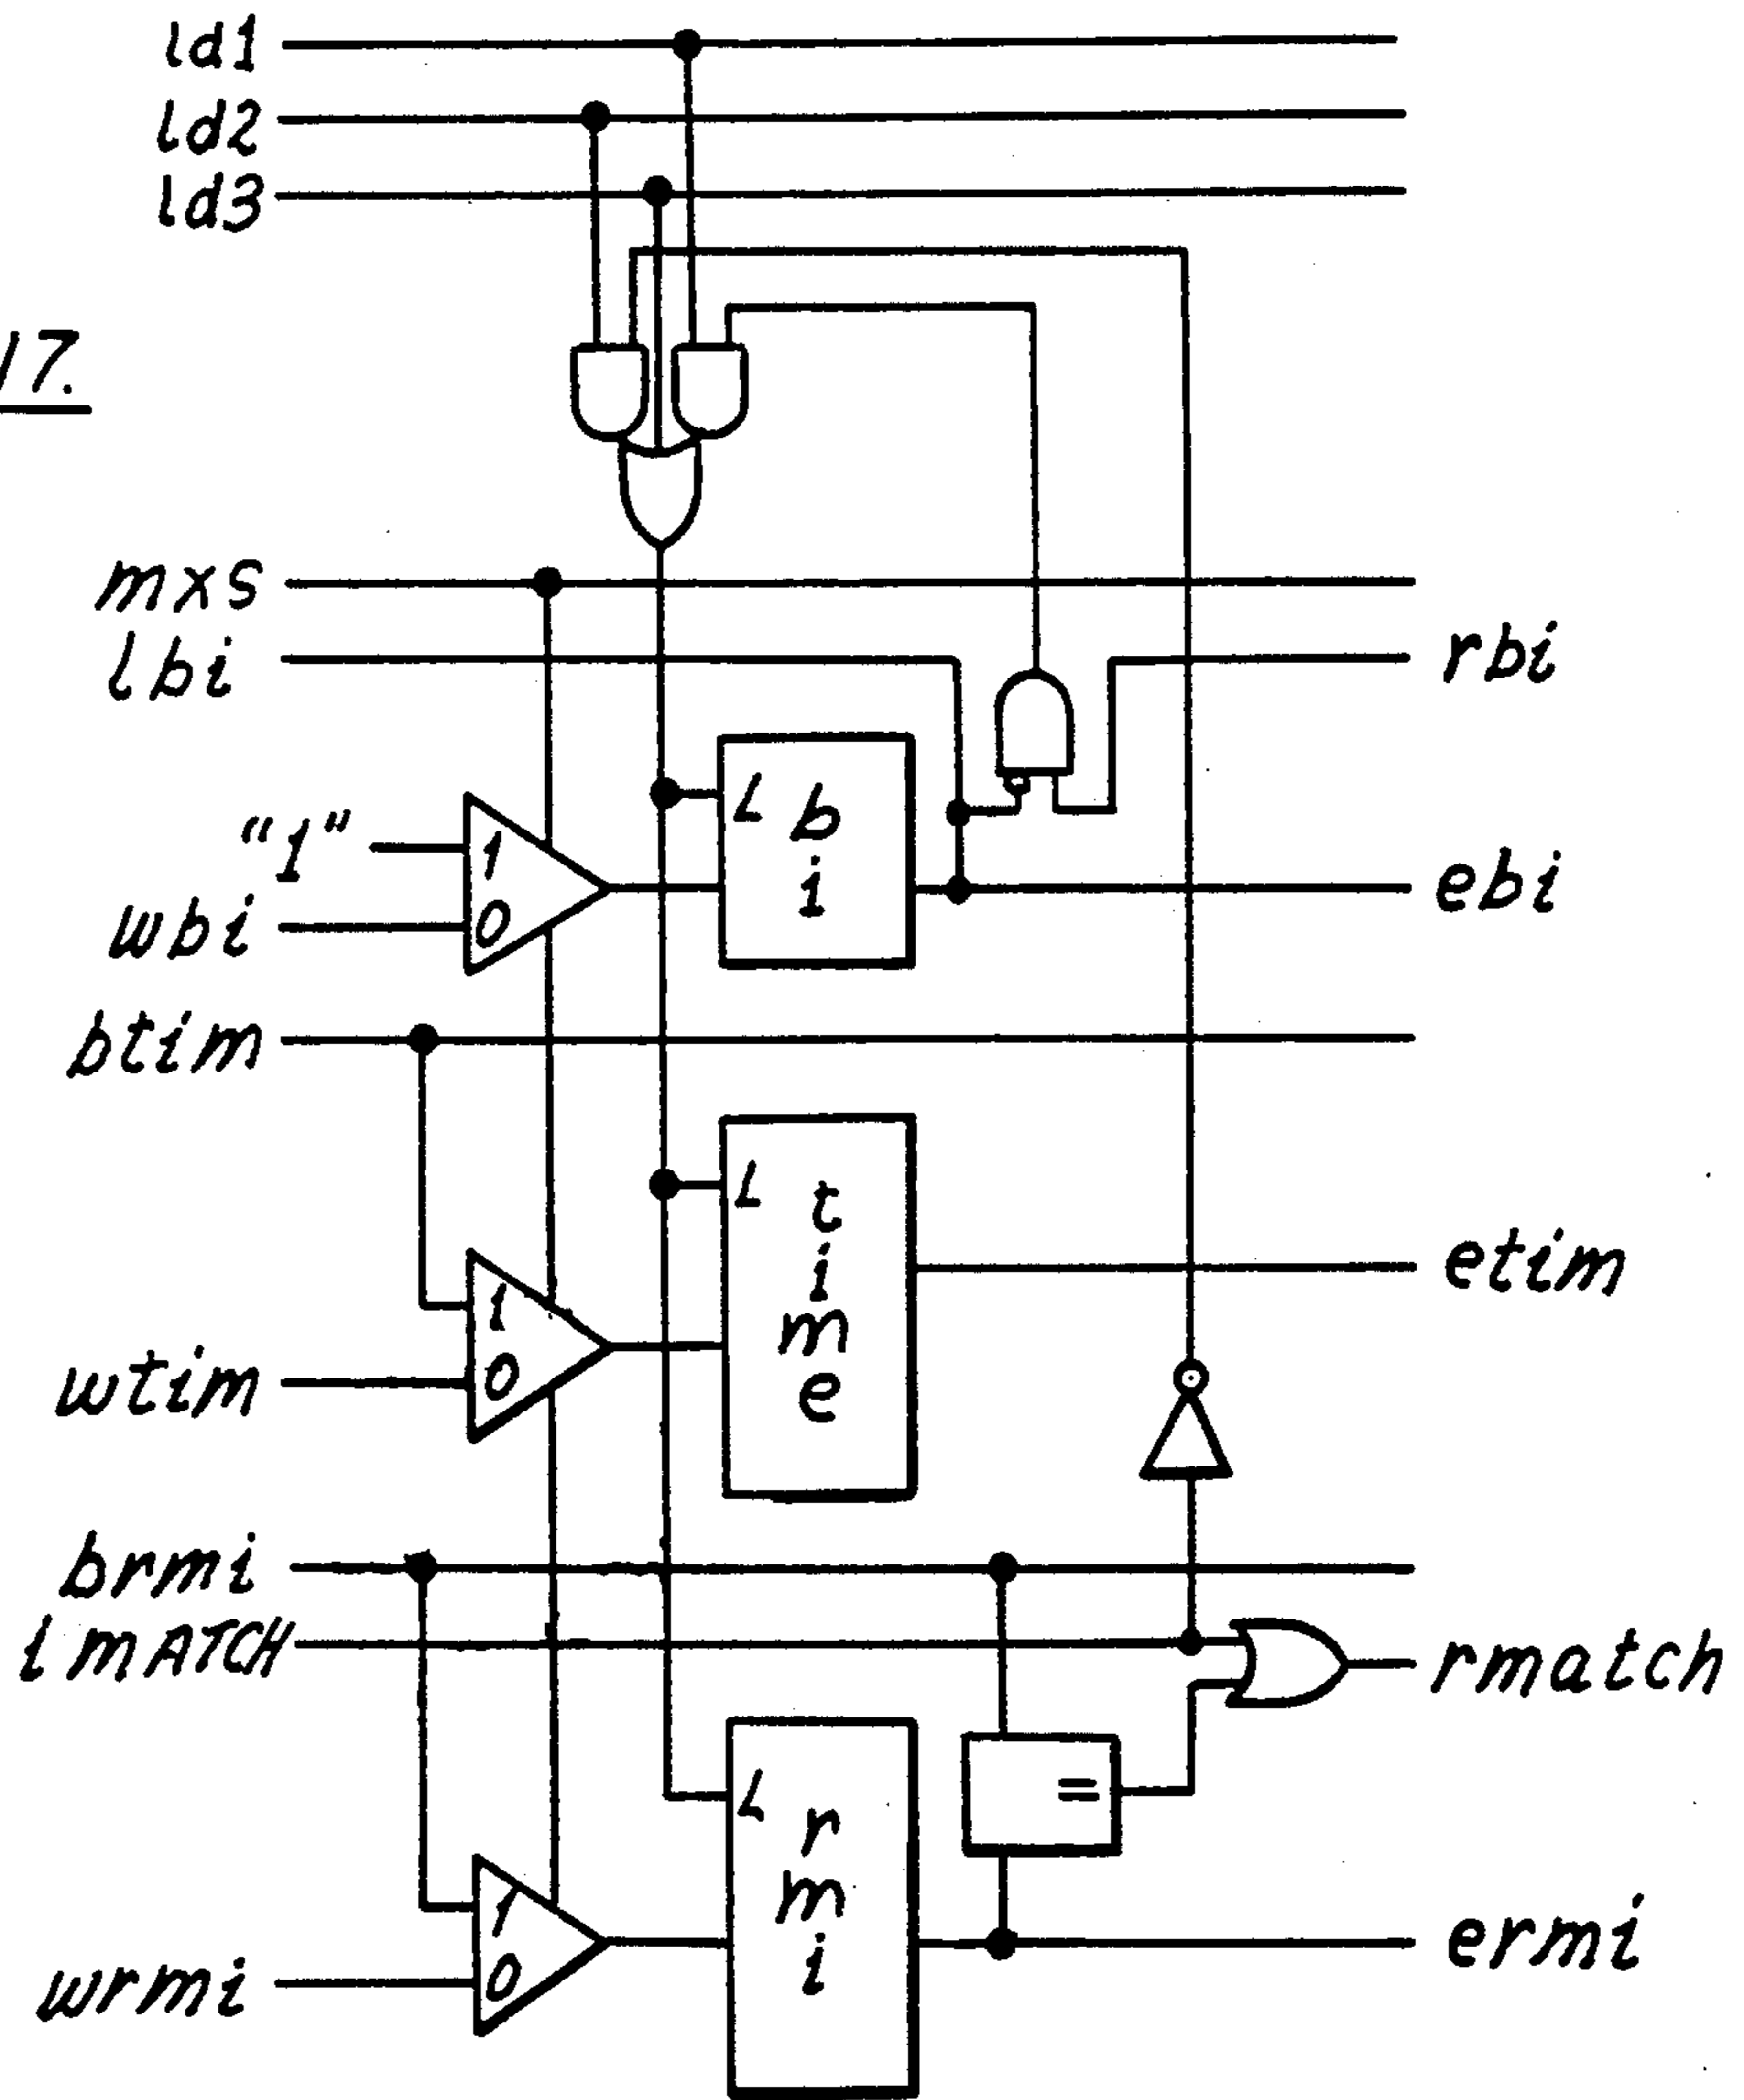 ld1
ld2
ld3
17.
mxs
lbi
rbi
L
b
i
"1"
1
0
wbi
ebi
btim
L
t
i
m
e
etim
1
0
wtim
brmi
lmATCH
rmatch
L
r
m
i
=
1
0
wrmi
ermi